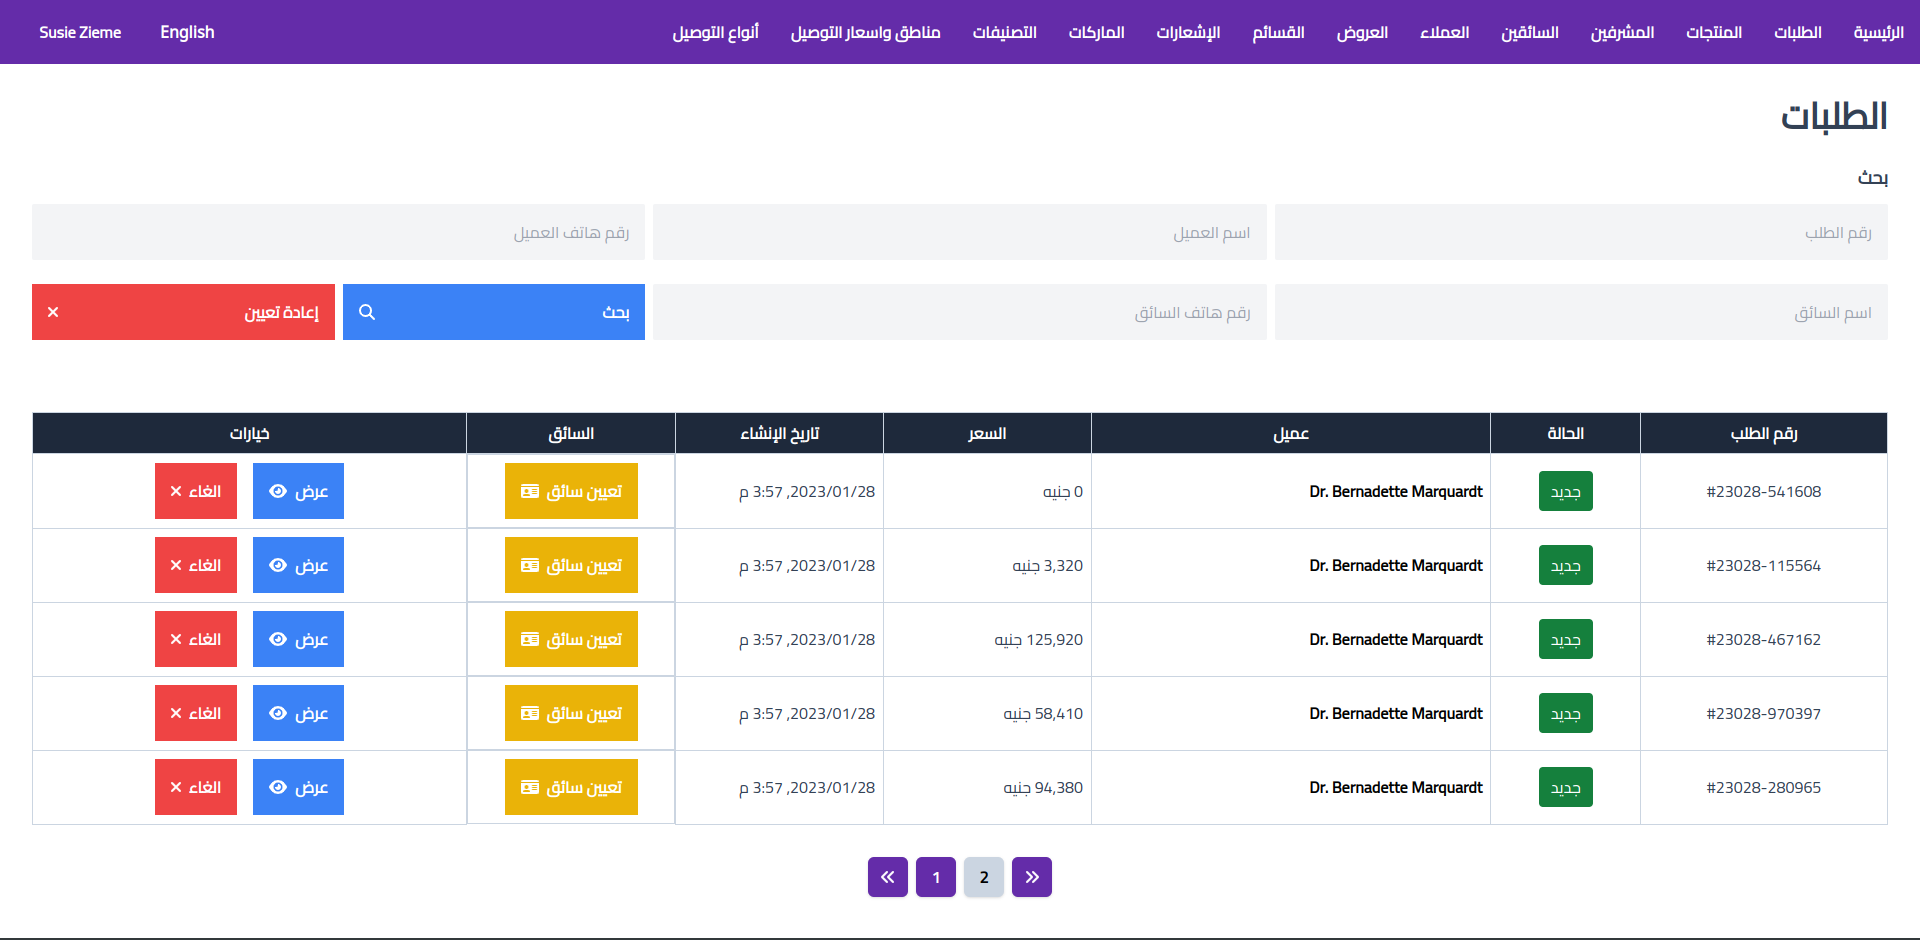 الرئيسية الطلبات المنتجات المشرفين السائقين العملاء العروض القسائم الإشعارات الماركات التصنيفات مناطق واسعار التوصيل أنواع التوصيل English Susie Zieme
الطلبات
بحث
رقم الطلب اسم العميل رقم هاتف العميل
اسم السائق رقم هاتف السائق بحث إعادة تعيين
رقم الطلب الحالة عميل السعر تاريخ الإنشاء السائق خيارات
#23028-541608 جديد Dr. Bernadette Marquardt 0 جنيه 2023/01/28, 3:57 م تعيين سائق عرض الغاء
#23028-115564 جديد Dr. Bernadette Marquardt 3,320 جنيه 2023/01/28, 3:57 م تعيين سائق عرض الغاء
#23028-467162 جديد Dr. Bernadette Marquardt 125,920 جنيه 2023/01/28, 3:57 م تعيين سائق عرض الغاء
#23028-970397 جديد Dr. Bernadette Marquardt 58,410 جنيه 2023/01/28, 3:57 م تعيين سائق عرض الغاء
#23028-280965 جديد Dr. Bernadette Marquardt 94,380 جنيه 2023/01/28, 3:57 م تعيين سائق عرض الغاء
« 1 2 »